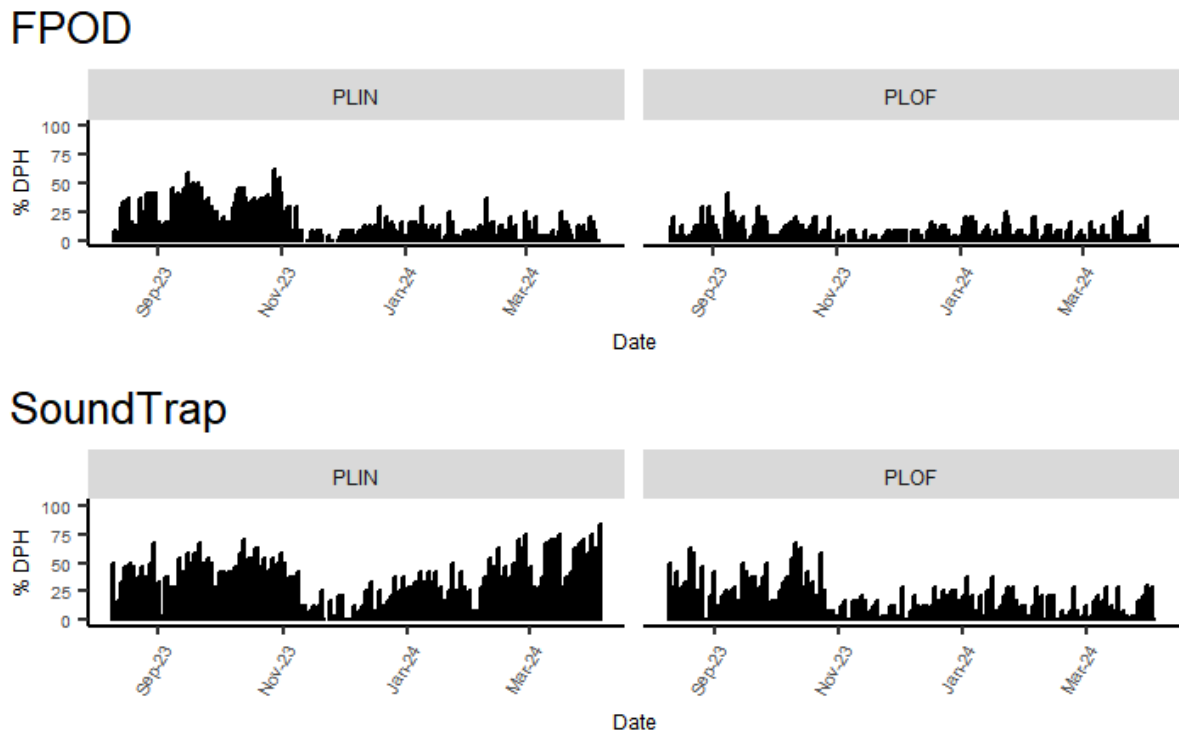 FPOD
PLIN PLOF
% DPH
100
75
50
25
0
Sep-23 Nov-23 Jan-24 Mar-24 Sep-23 Nov-23 Jan-24 Mar-24
Date
SoundTrap
PLIN PLOF
% DPH
100
75
50
25
0
Sep-23 Nov-23 Jan-24 Mar-24 Sep-23 Nov-23 Jan-24 Mar-24
Date